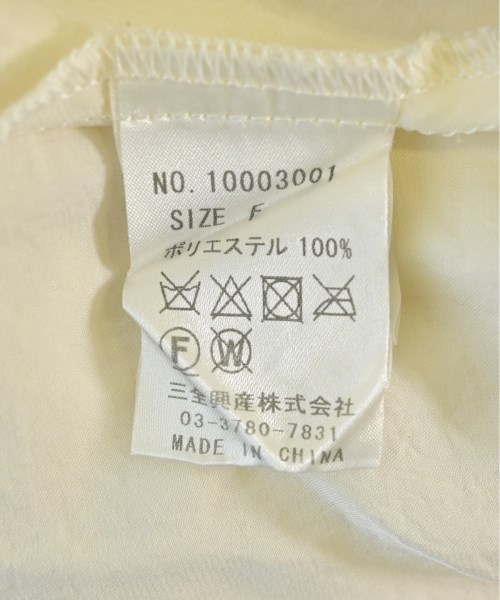 NO. 10003001
SIZE F
ポリエステル 100%
F W
三全興産株式会社
03-3780-7831
MADE IN CHINA